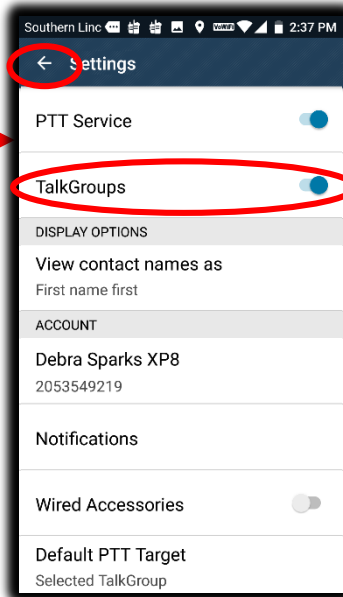 Southern Linc 2:37 PM
Settings
PTT Service
TalkGroups
DISPLAY OPTIONS
View contact names as
First name first
ACCOUNT
Debra Sparks XP8
2053549219
Notifications
Wired Accessories
Default PTT Target
Selected TalkGroup